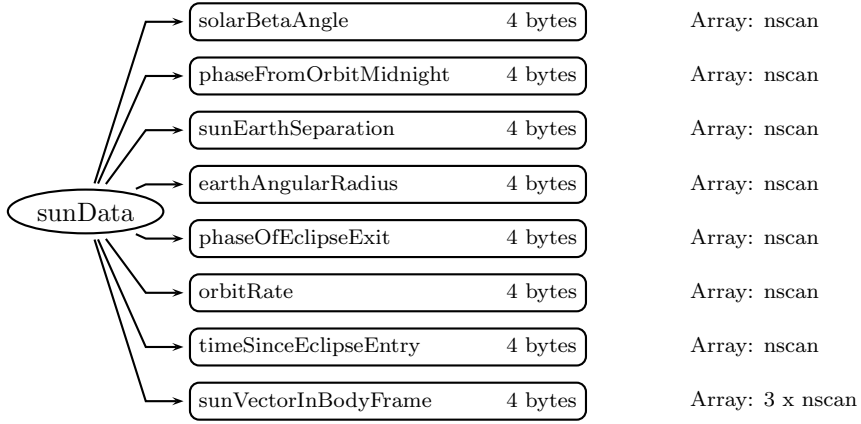 solarBetaAngle 4 bytes Array: nscan
phaseFromOrbitMidnight 4 bytes Array: nscan
sunEarthSeparation 4 bytes Array: nscan
earthAngularRadius 4 bytes Array: nscan
sunData
phaseOfEclipseExit 4 bytes Array: nscan
orbitRate 4 bytes Array: nscan
timeSinceEclipseEntry 4 bytes Array: nscan
sunVectorInBodyFrame 4 bytes Array: 3 x nscan